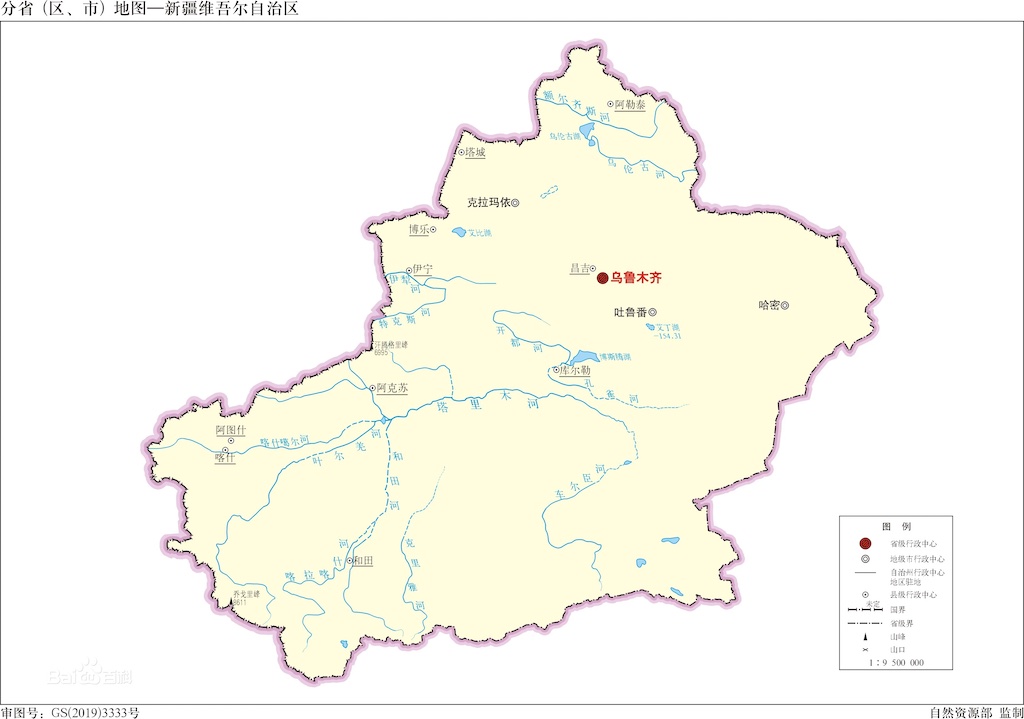 分省（区、市）地图—新疆维吾尔自治区
额尔齐斯河
阿勒泰
乌伦古湖
乌伦古河
塔城
克拉玛依
博乐
艾比湖
伊宁
伊犁河
昌吉
乌鲁木齐
特克斯河
吐鲁番
哈密
艾丁湖
-154.31
开都河
汗腾格里峰
6995
博斯腾湖
库尔勒
孔雀河
阿克苏
塔里木河
阿图什
喀什噶尔河
喀什
叶尔羌河
和田河
车尔臣河
克里雅河
喀拉喀什河
和田
乔戈里峰
8611
图 例
省级行政中心
地级市行政中心
自治州行政中心
地区驻地
县级行政中心
未定
国界
省级界
山峰
山口
1：9 500 000
Bai百科
审图号：GS(2019)3333号
自然资源部 监制